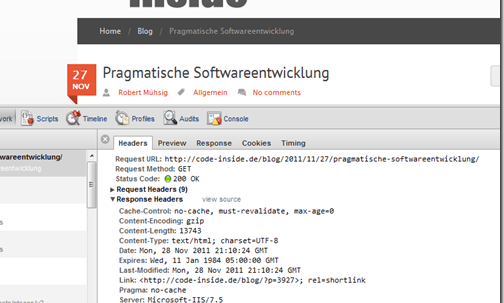 Inside
Home / Blog / Pragmatische Softwareentwicklung
27
NOV
Pragmatische Softwareentwicklung
Robert Mühsig Allgemein No comments
work Scripts Timeline Profiles Audits Console
Headers Preview Response Cookies Timing
wareentwicklung/
areentwicklung
Request URL: http://code-inside.de/blog/2011/11/27/pragmatische-softwareentwicklung/
Request Method: GET
Status Code: 200 OK
Request Headers (9)
Response Headers view source
Cache-Control: no-cache, must-revalidate, max-age=0
Content-Encoding: gzip
Content-Length: 13743
Content-Type: text/html; charset=UTF-8
Date: Mon, 28 Nov 2011 21:10:24 GMT
Expires: Wed, 11 Jan 1984 05:00:00 GMT
Last-Modified: Mon, 28 Nov 2011 21:10:24 GMT
Link: <http://code-inside.de/blog/?p=3927>; rel=shortlink
Pragma: no-cache
Server: Microsoft-IIS/7.5